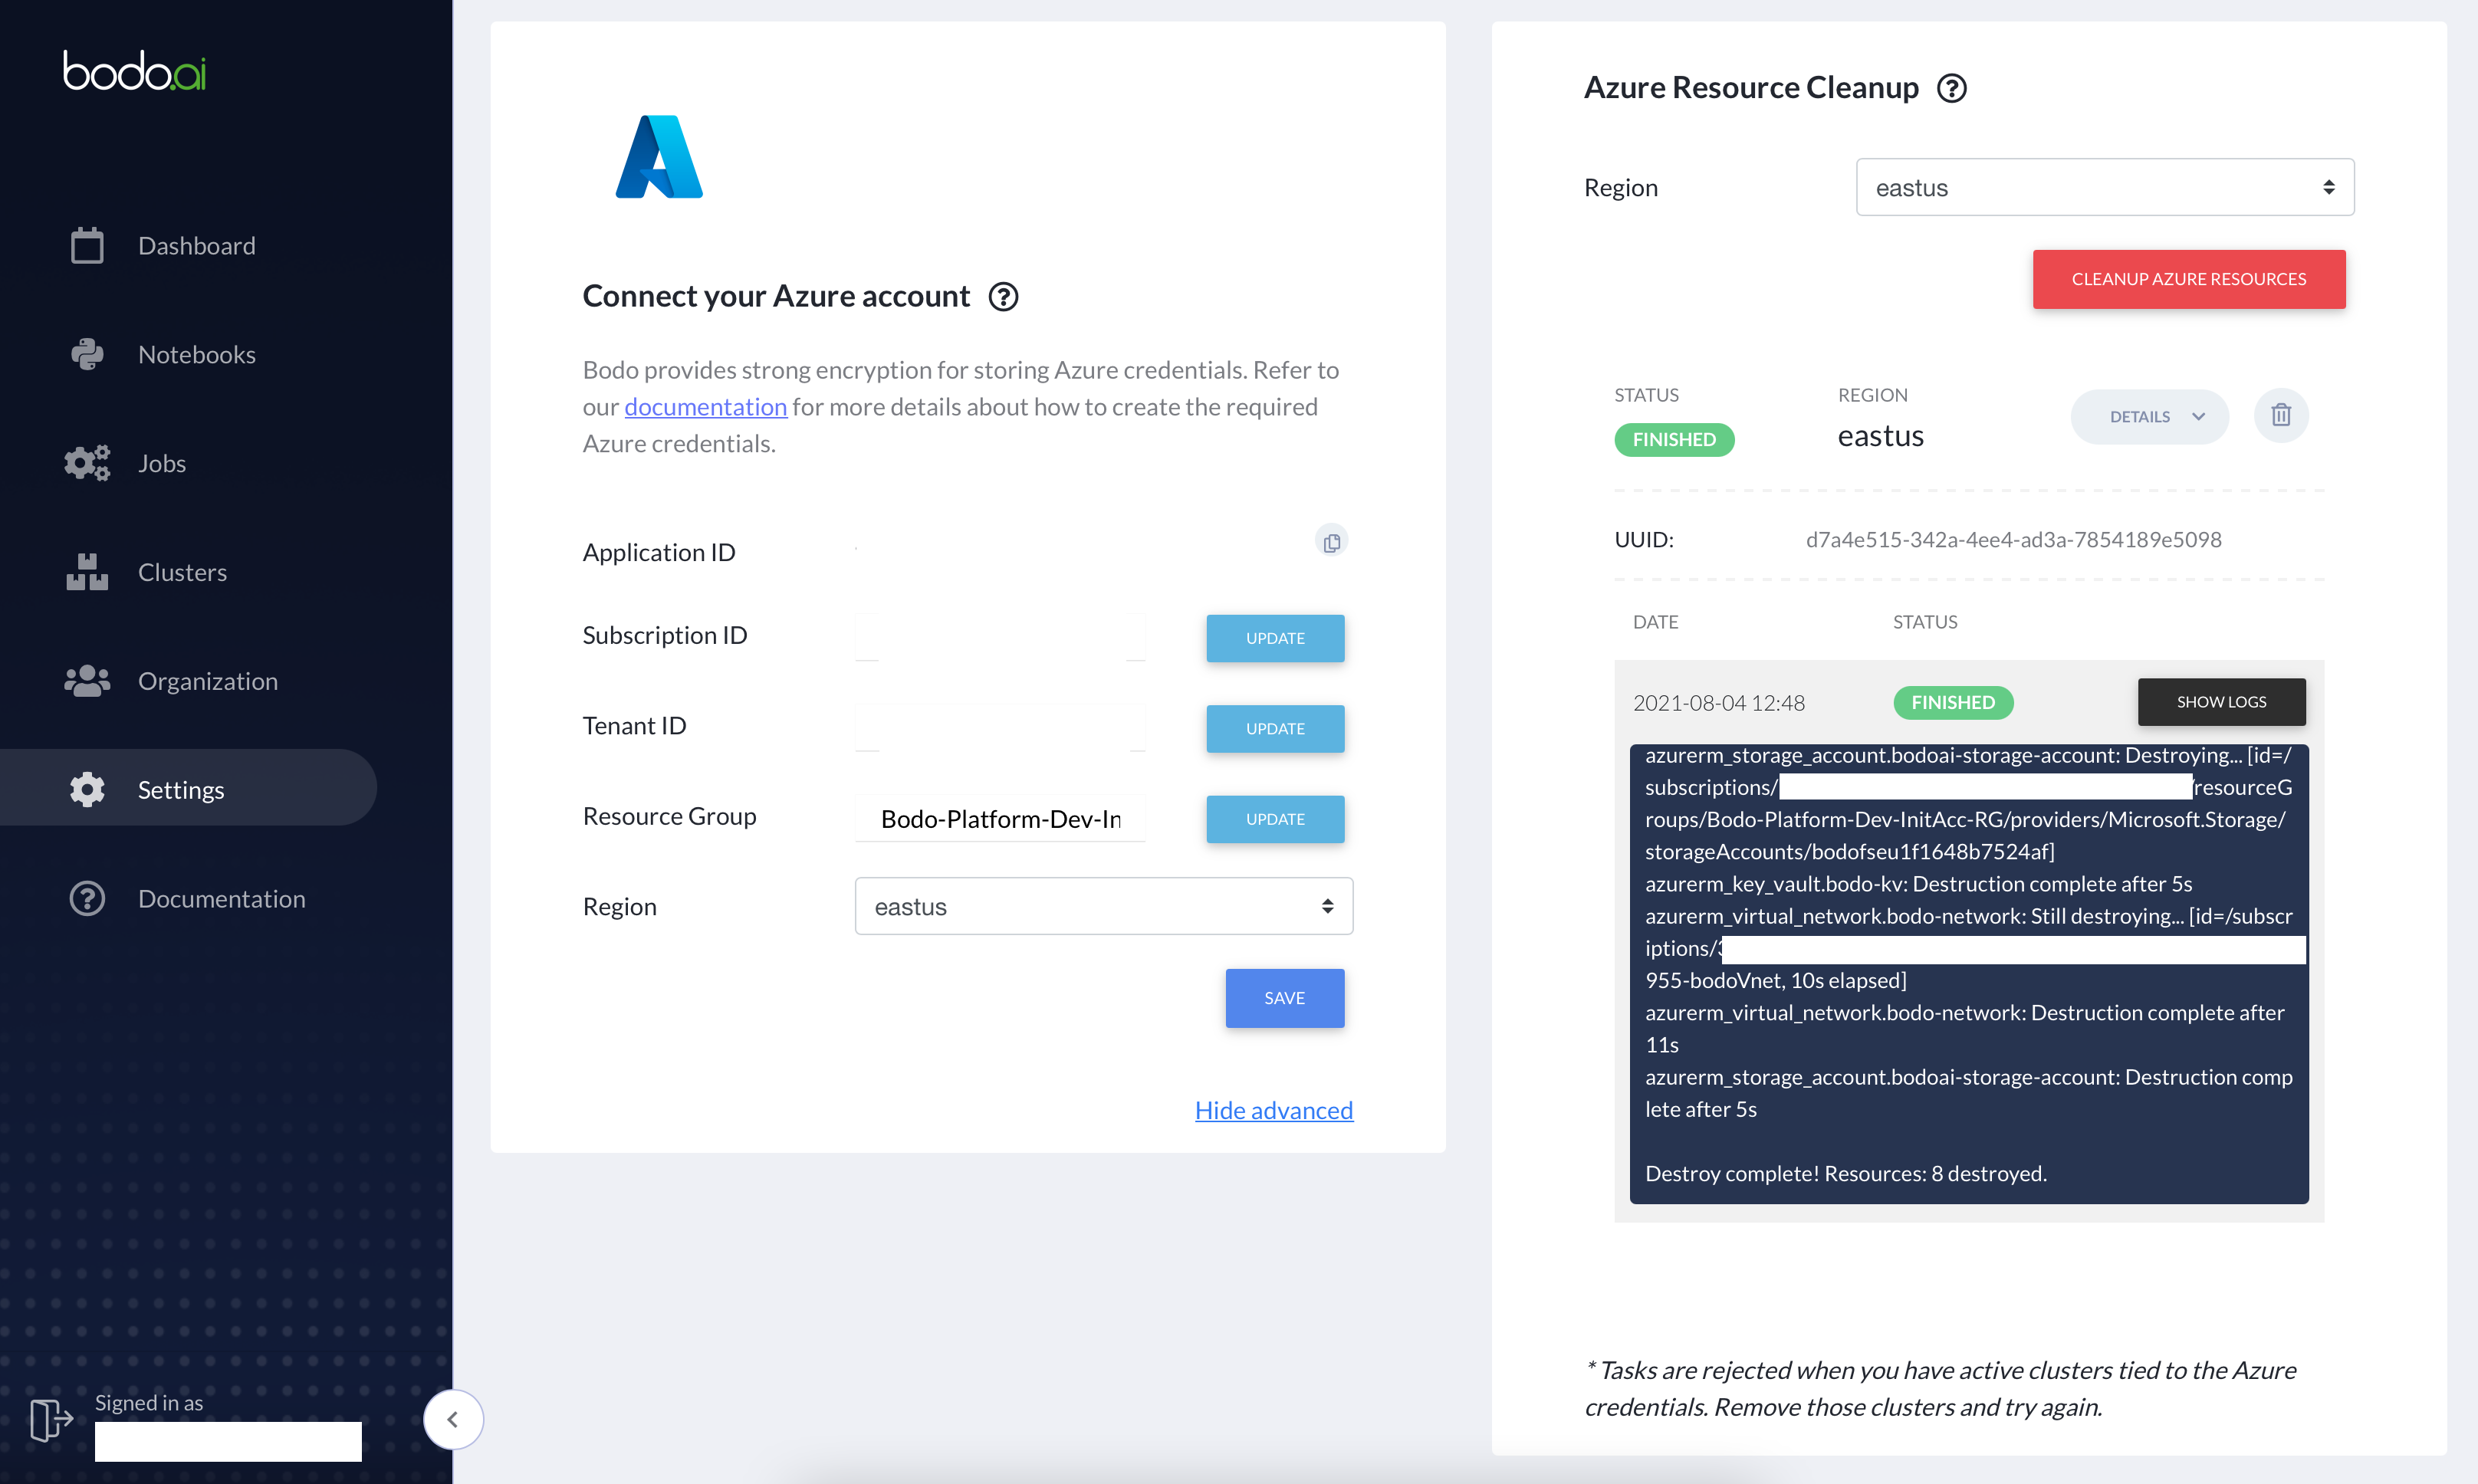 bodo.ai
Dashboard
Notebooks
Jobs
Clusters
Organization
Settings
Documentation
Signed in as
Connect your Azure account
Bodo provides strong encryption for storing Azure credentials. Refer to
our documentation for more details about how to create the required
Azure credentials.
Application ID
Subscription ID
UPDATE
Tenant ID
UPDATE
Resource Group
Bodo-Platform-Dev-In
UPDATE
Region
eastus
SAVE
Hide advanced
Azure Resource Cleanup
Region
eastus
CLEANUP AZURE RESOURCES
STATUS
REGION
DETAILS
FINISHED
eastus
UUID:
d7a4e515-342a-4ee4-ad3a-7854189e5098
DATE
STATUS
2021-08-04 12:48
FINISHED
SHOW LOGS
azurerm_storage_account.bodoai-storage-account: Destroying... [id=/
subscriptions/ /resourceG
roups/Bodo-Platform-Dev-InitAcc-RG/providers/Microsoft.Storage/
storageAccounts/bodofseu1f1648b7524af]
azurerm_key_vault.bodo-kv: Destruction complete after 5s
azurerm_virtual_network.bodo-network: Still destroying... [id=/subscr
iptions/
955-bodoVnet, 10s elapsed]
azurerm_virtual_network.bodo-network: Destruction complete after
11s
azurerm_storage_account.bodoai-storage-account: Destruction comp
lete after 5s
Destroy complete! Resources: 8 destroyed.
* Tasks are rejected when you have active clusters tied to the Azure
credentials. Remove those clusters and try again.